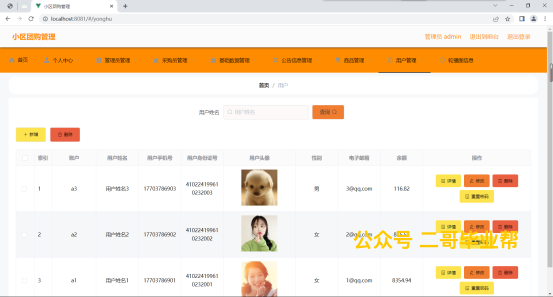 小区团购管理
localhost:8081/#/yonghu
小区团购管理 管理员 admin 退出到前台 退出登录
首页 个人中心 管理员管理 采购员管理 基础数据管理 公告信息管理 商品管理 用户管理 轮播图信息
首页 / 用户
用户姓名 用户姓名 查询
+ 新增 删除
索引 账户 用户姓名 用户手机号 用户身份证号 用户头像 性别 电子邮箱 余额 操作
1 a3 用户姓名3 17703786903 410224199610232003 男 3@qq.com 116.82 详情 修改 删除 重置密码
2 a2 用户姓名2 17703786902 410224199610232002 女 2@qq.com 详情 修改 删除
公众号 二哥毕业帮
3 a1 用户姓名1 17703786901 410224199610232001 女 1@qq.com 8354.94 详情 修改 删除 重置密码